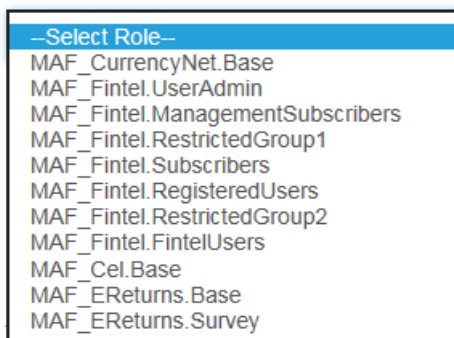 --Select Role--
MAF_CurrencyNet.Base
MAF_Fintel.UserAdmin
MAF_Fintel.ManagementSubscribers
MAF_Fintel.RestrictedGroup1
MAF_Fintel.Subscribers
MAF_Fintel.RegisteredUsers
MAF_Fintel.RestrictedGroup2
MAF_Fintel.FintelUsers
MAF_Cel.Base
MAF_EReturns.Base
MAF_EReturns.Survey